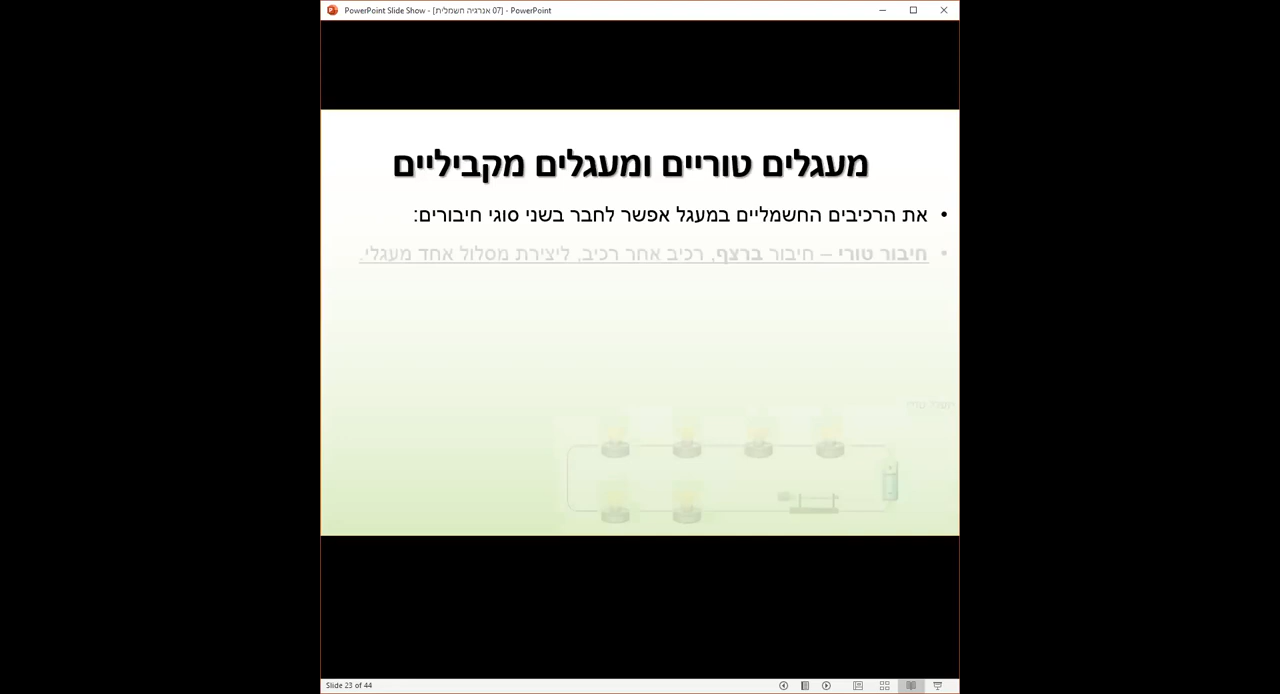 PowerPoint Slide Show - [07 אנרגיה חשמלית] - PowerPoint
מעגלים טוריים ומעגלים מקביליים
• את הרכיבים החשמליים במעגל אפשר לחבר בשני סוגי חיבורים:
• חיבור טורי – חיבור ברצף, רכיב אחר רכיב, ליצירת מסלול אחד מעגלי.
Slide 23 of 44